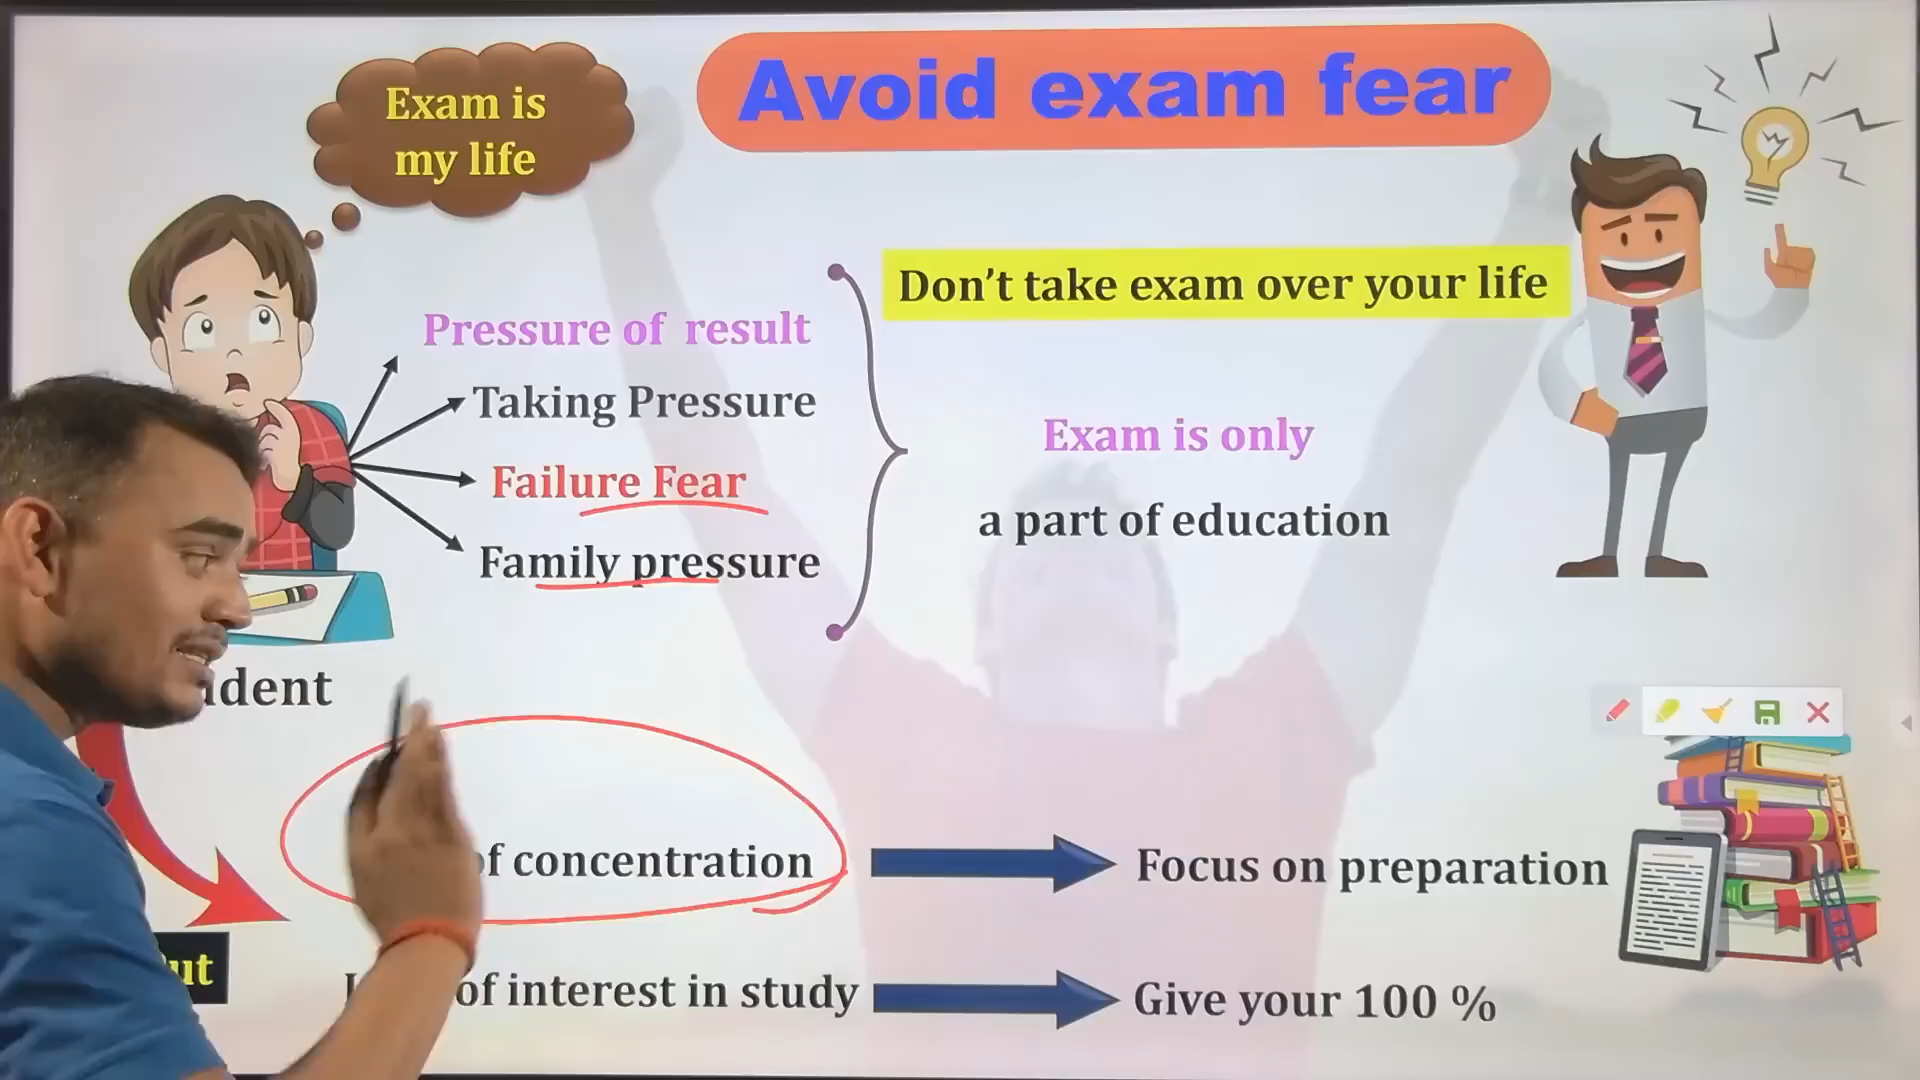 Exam is
my life
Avoid exam fear
Don't take exam over your life
Pressure of result
Taking Pressure
Failure Fear
Family pressure
Exam is only
a part of education
of concentration
Focus on preparation
of interest in study
Give your 100 %